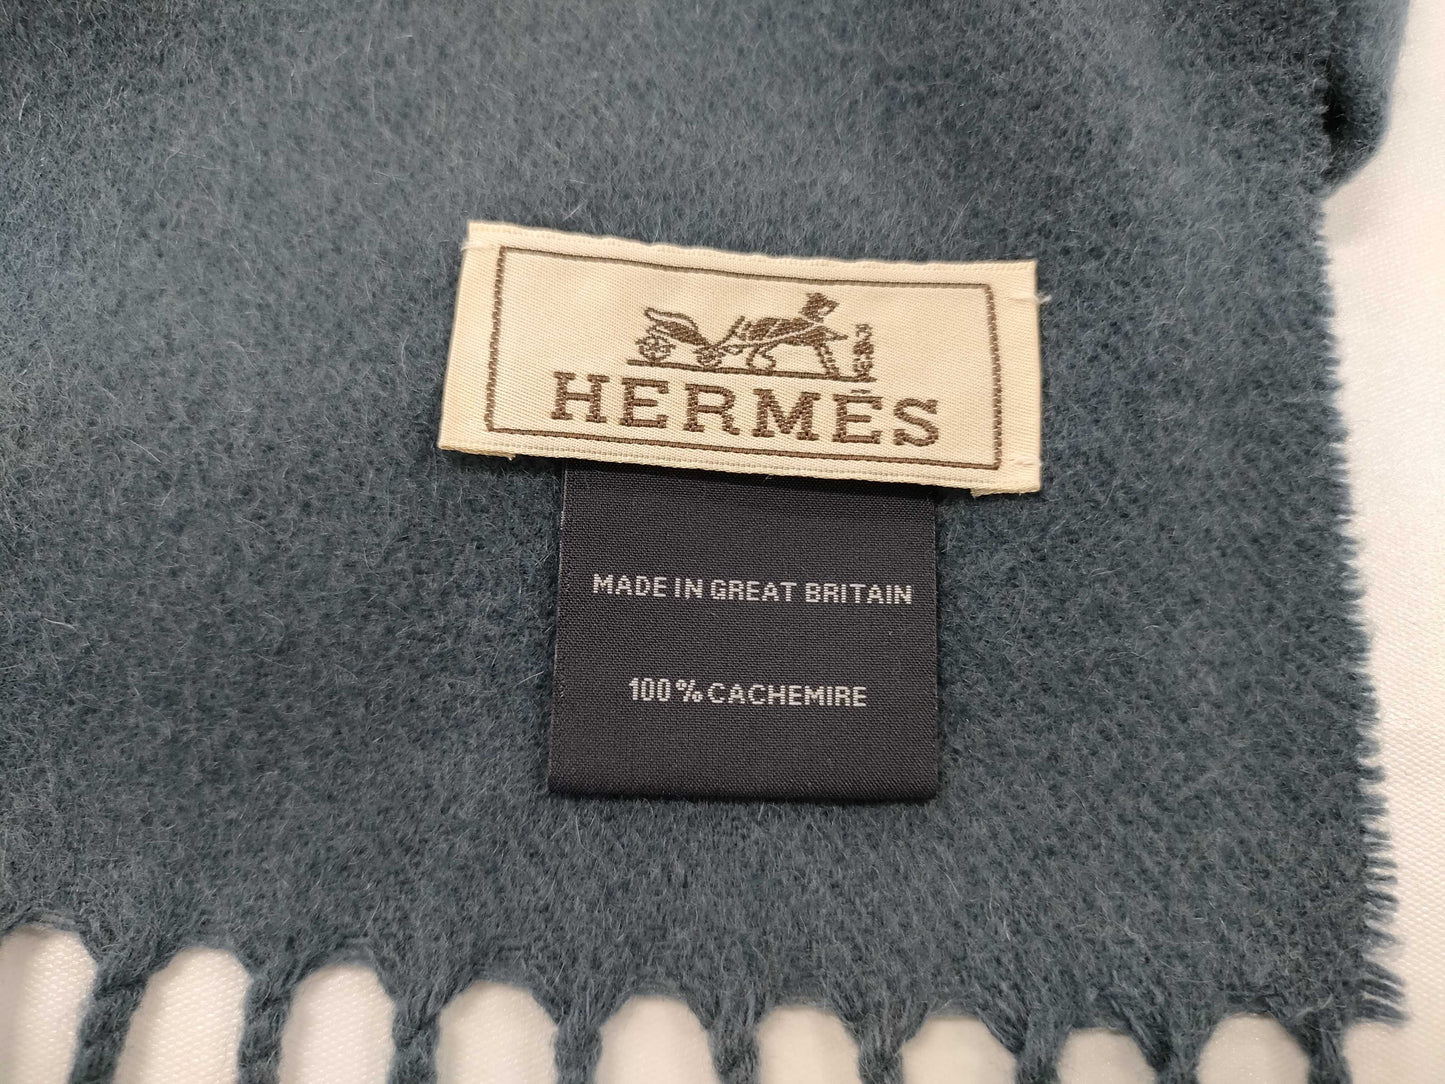 HERMÈS
MADE IN GREAT BRITAIN
100% CACHEMIRE